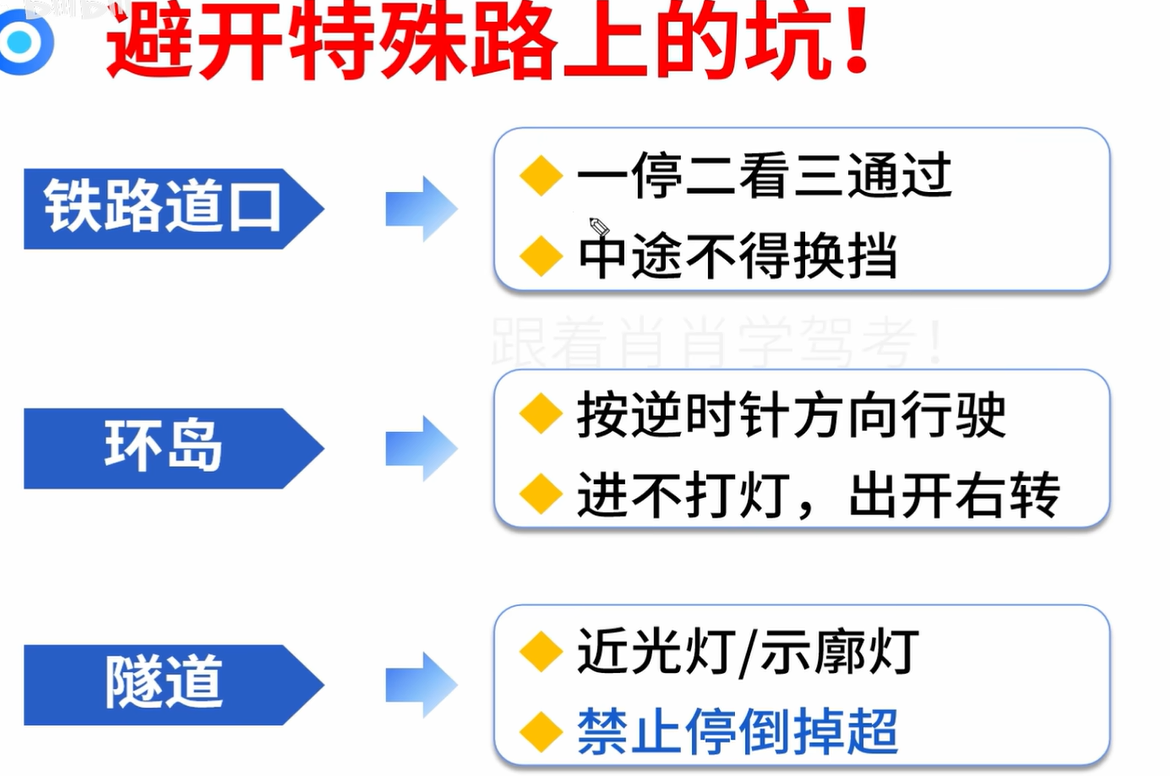 避开特殊路上的坑！
铁路道口
一停二看三通过
中途不得换挡
跟着肖肖学驾考！
环岛
按逆时针方向行驶
进不打灯，出开右转
隧道
近光灯/示廓灯
禁止停倒掉超